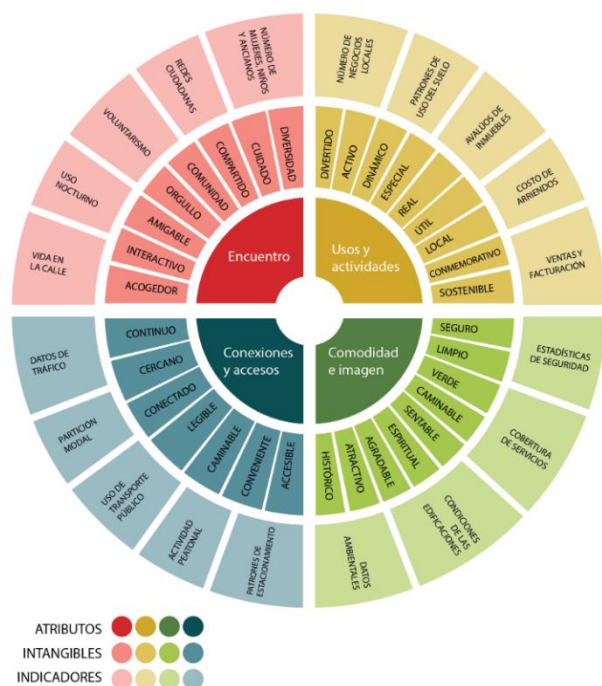 NÚMERO DE
MUJERES, NIÑOS
Y ANCIANOS
REDES
CIUDADANAS
VOLUNTARISMO
USO
NOCTURNO
VIDA EN
LA CALLE
DIVERSIDAD
CUIDADO
COMPARTIDO
COMUNIDAD
ORGULLO
AMIGABLE
INTERACTIVO
ACOGEDOR
Encuentro
NÚMERO DE
NEGOCIOS
LOCALES
PATRONES DE
USO DEL SUELO
AVALÚOS DE
INMUEBLES
COSTO DE
ARRIENDOS
VENTAS Y
FACTURACIÓN
DIVERTIDO
ACTIVO
DINÁMICO
ESPECIAL
REAL
ÚTIL
LOCAL
CONMEMORATIVO
SOSTENIBLE
Usos y
actividades
DATOS DE
TRÁFICO
PARTICIÓN
MODAL
USO DE
TRANSPORTE
PÚBLICO
ACTIVIDAD
PEATONAL
PATRONES DE
ESTACIONAMIENTO
CONTINUO
CERCANO
CONECTADO
LEGIBLE
CAMINABLE
CONVENIENTE
ACCESIBLE
Conexiones
y accesos
Comodidad
e imagen
SEGURO
LIMPIO
VERDE
CAMINABLE
SENTABLE
ESPIRITUAL
AGRADABLE
ATRACTIVO
HISTÓRICO
ESTADÍSTICAS
DE SEGURIDAD
COBERTURA
DE SERVICIOS
CONDICIONES
DE LAS
EDIFICACIONES
DATOS
AMBIENTALES
ATRIBUTOS
INTANGIBLES
INDICADORES